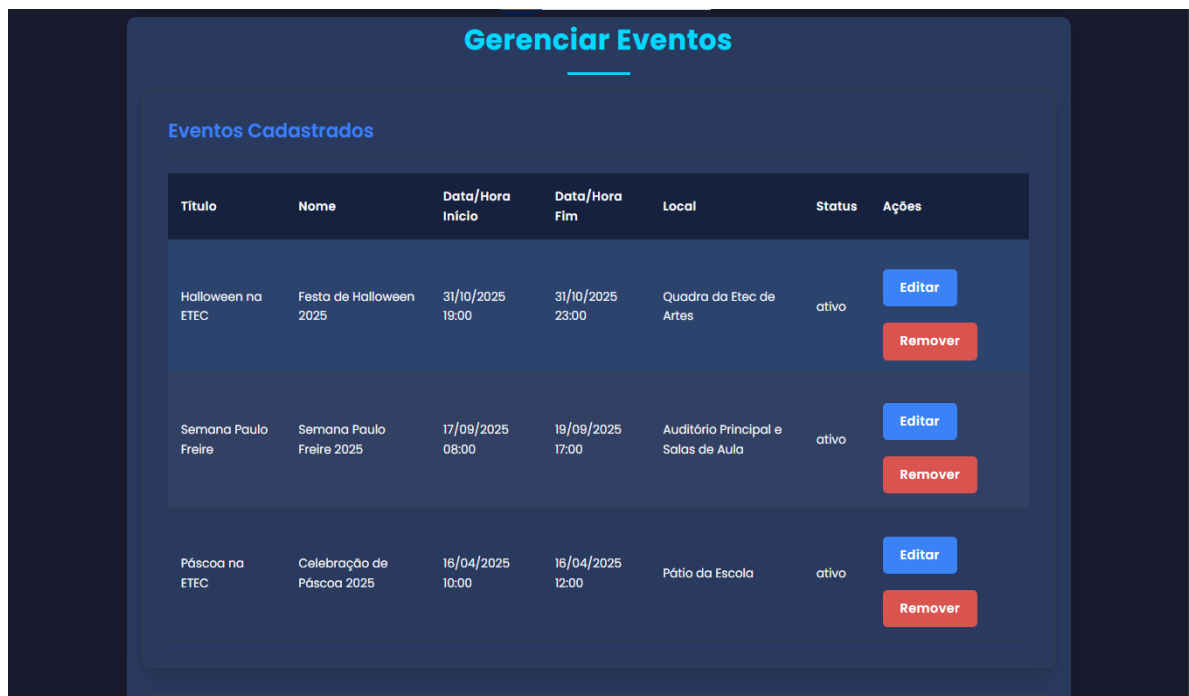 Gerenciar Eventos
Eventos Cadastrados
Título Nome Data/Hora Início Data/Hora Fim Local Status Ações
Halloween na ETEC Festa de Halloween 2025 31/10/2025 19:00 31/10/2025 23:00 Quadra da Etec de Artes ativo Editar Remover
Semana Paulo Freire Semana Paulo Freire 2025 17/09/2025 08:00 19/09/2025 17:00 Auditório Principal e Salas de Aula ativo Editar Remover
Páscoa na ETEC Celebração de Páscoa 2025 16/04/2025 10:00 16/04/2025 12:00 Pátio da Escola ativo Editar Remover